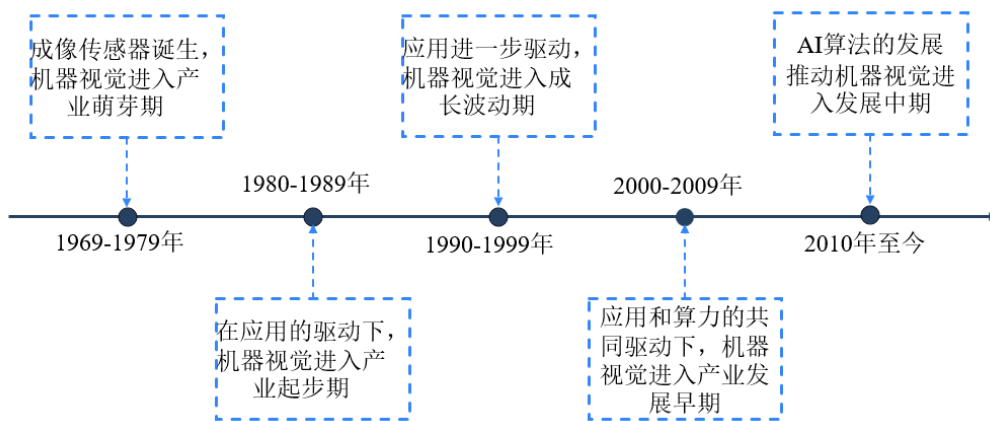 成像传感器诞生，
机器视觉进入产
业萌芽期
1969-1979年
1980-1989年
在应用的驱动下，
机器视觉进入产
业起步期
应用进一步驱动，
机器视觉进入成
长波动期
1990-1999年
2000-2009年
应用和算力的共
同驱动下，机器
视觉进入产业发
展早期
AI算法的发展
推动机器视觉进
入发展中期
2010年至今